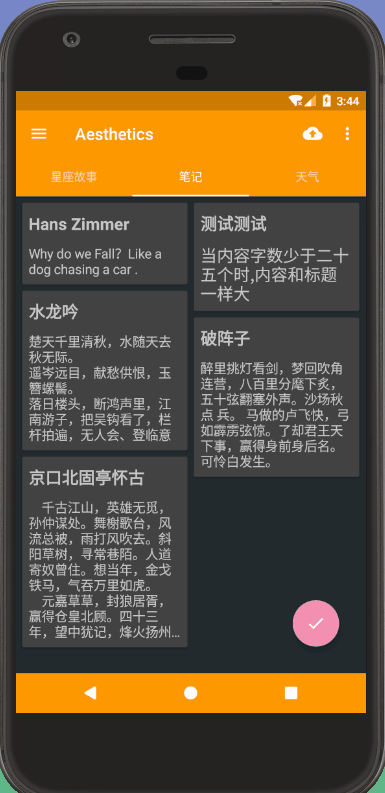 3:44
Aesthetics
星座故事
笔记
天气
Hans Zimmer
Why do we Fall? Like a
dog chasing a car .
水龙吟
楚天千里清秋，水随天去
秋无际。
遥岑远目，献愁供恨，玉
簪螺髻。
落日楼头，断鸿声里，江
南游子，把吴钩看了，栏
杆拍遍，无人会、登临意
京口北固亭怀古
千古江山，英雄无觅，
孙仲谋处。舞榭歌台，风
流总被，雨打风吹去。斜
阳草树，寻常巷陌。人道
寄奴曾住。想当年，金戈
铁马，气吞万里如虎。
元嘉草草，封狼居胥，
赢得仓皇北顾。四十三
年，望中犹记，烽火扬州...
测试测试
当内容字数少于二十
五个时,内容和标题
一样大
破阵子
醉里挑灯看剑，梦回吹角
连营，八百里分麾下炙，
五十弦翻塞外声。沙场秋
点 兵。 马做的卢飞快，弓
如霹雳弦惊。了却君王天
下事，赢得身前身后名。
可怜白发生。